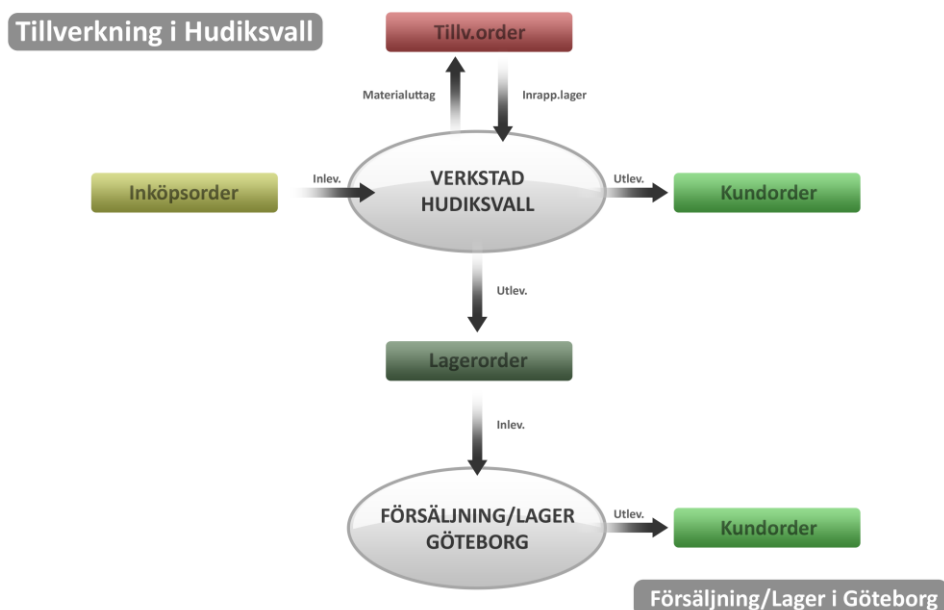 Tillverkning i Hudiksvall
Tillv.order
Materialuttag
Inrapp.lager
Inköpsorder
Inlev.
VERKSTAD
HUDIKSVALL
Utlev.
Kundorder
Utlev.
Lagerorder
Inlev.
FÖRSÄLJNING/LAGER
GÖTEBORG
Utlev.
Kundorder
Försäljning/Lager i Göteborg